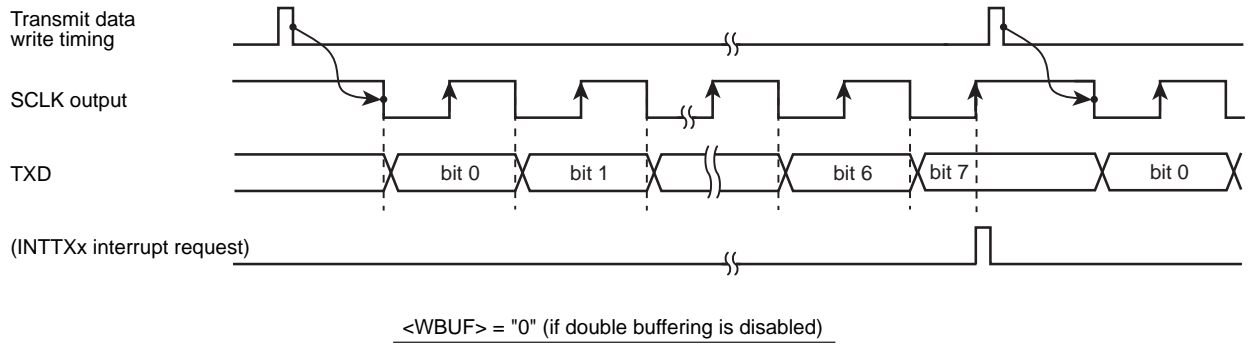 Transmit data
write timing
SCLK output
TXD
bit 0
bit 1
bit 6
bit 7
bit 0
(INTTXx interrupt request)
<WBUF> = "0" (if double buffering is disabled)